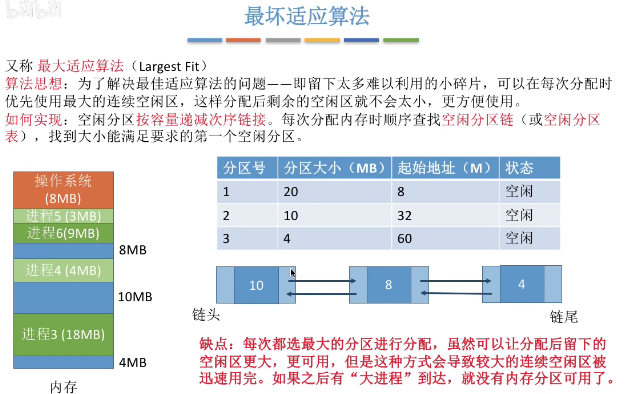 bilibili
最坏适应算法
又称 最大适应算法（Largest Fit）
算法思想：为了解决最佳适应算法的问题——即留下太多难以利用的小碎片，可以在每次分配时
优先使用最大的连续空闲区，这样分配后剩余的空闲区就不会太小，更方便使用。
如何实现：空闲分区按容量递减次序链接。每次分配内存时顺序查找空闲分区链（或空闲分区
表），找到大小能满足要求的第一个空闲分区。
操作系统
(8MB)
进程5 (3MB)
进程6(9MB)
8MB
进程4 (4MB)
10MB
进程3 (18MB)
4MB
内存
分区号 分区大小（MB） 起始地址（M） 状态
1 20 8 空闲
2 10 32 空闲
3 4 60 空闲
10 8 4
链头 链尾
缺点：每次都选最大的分区进行分配，虽然可以让分配后留下的
空闲区更大，更可用，但是这种方式会导致较大的连续空闲区被
迅速用完。如果之后有“大进程”到达，就没有内存分区可用了。